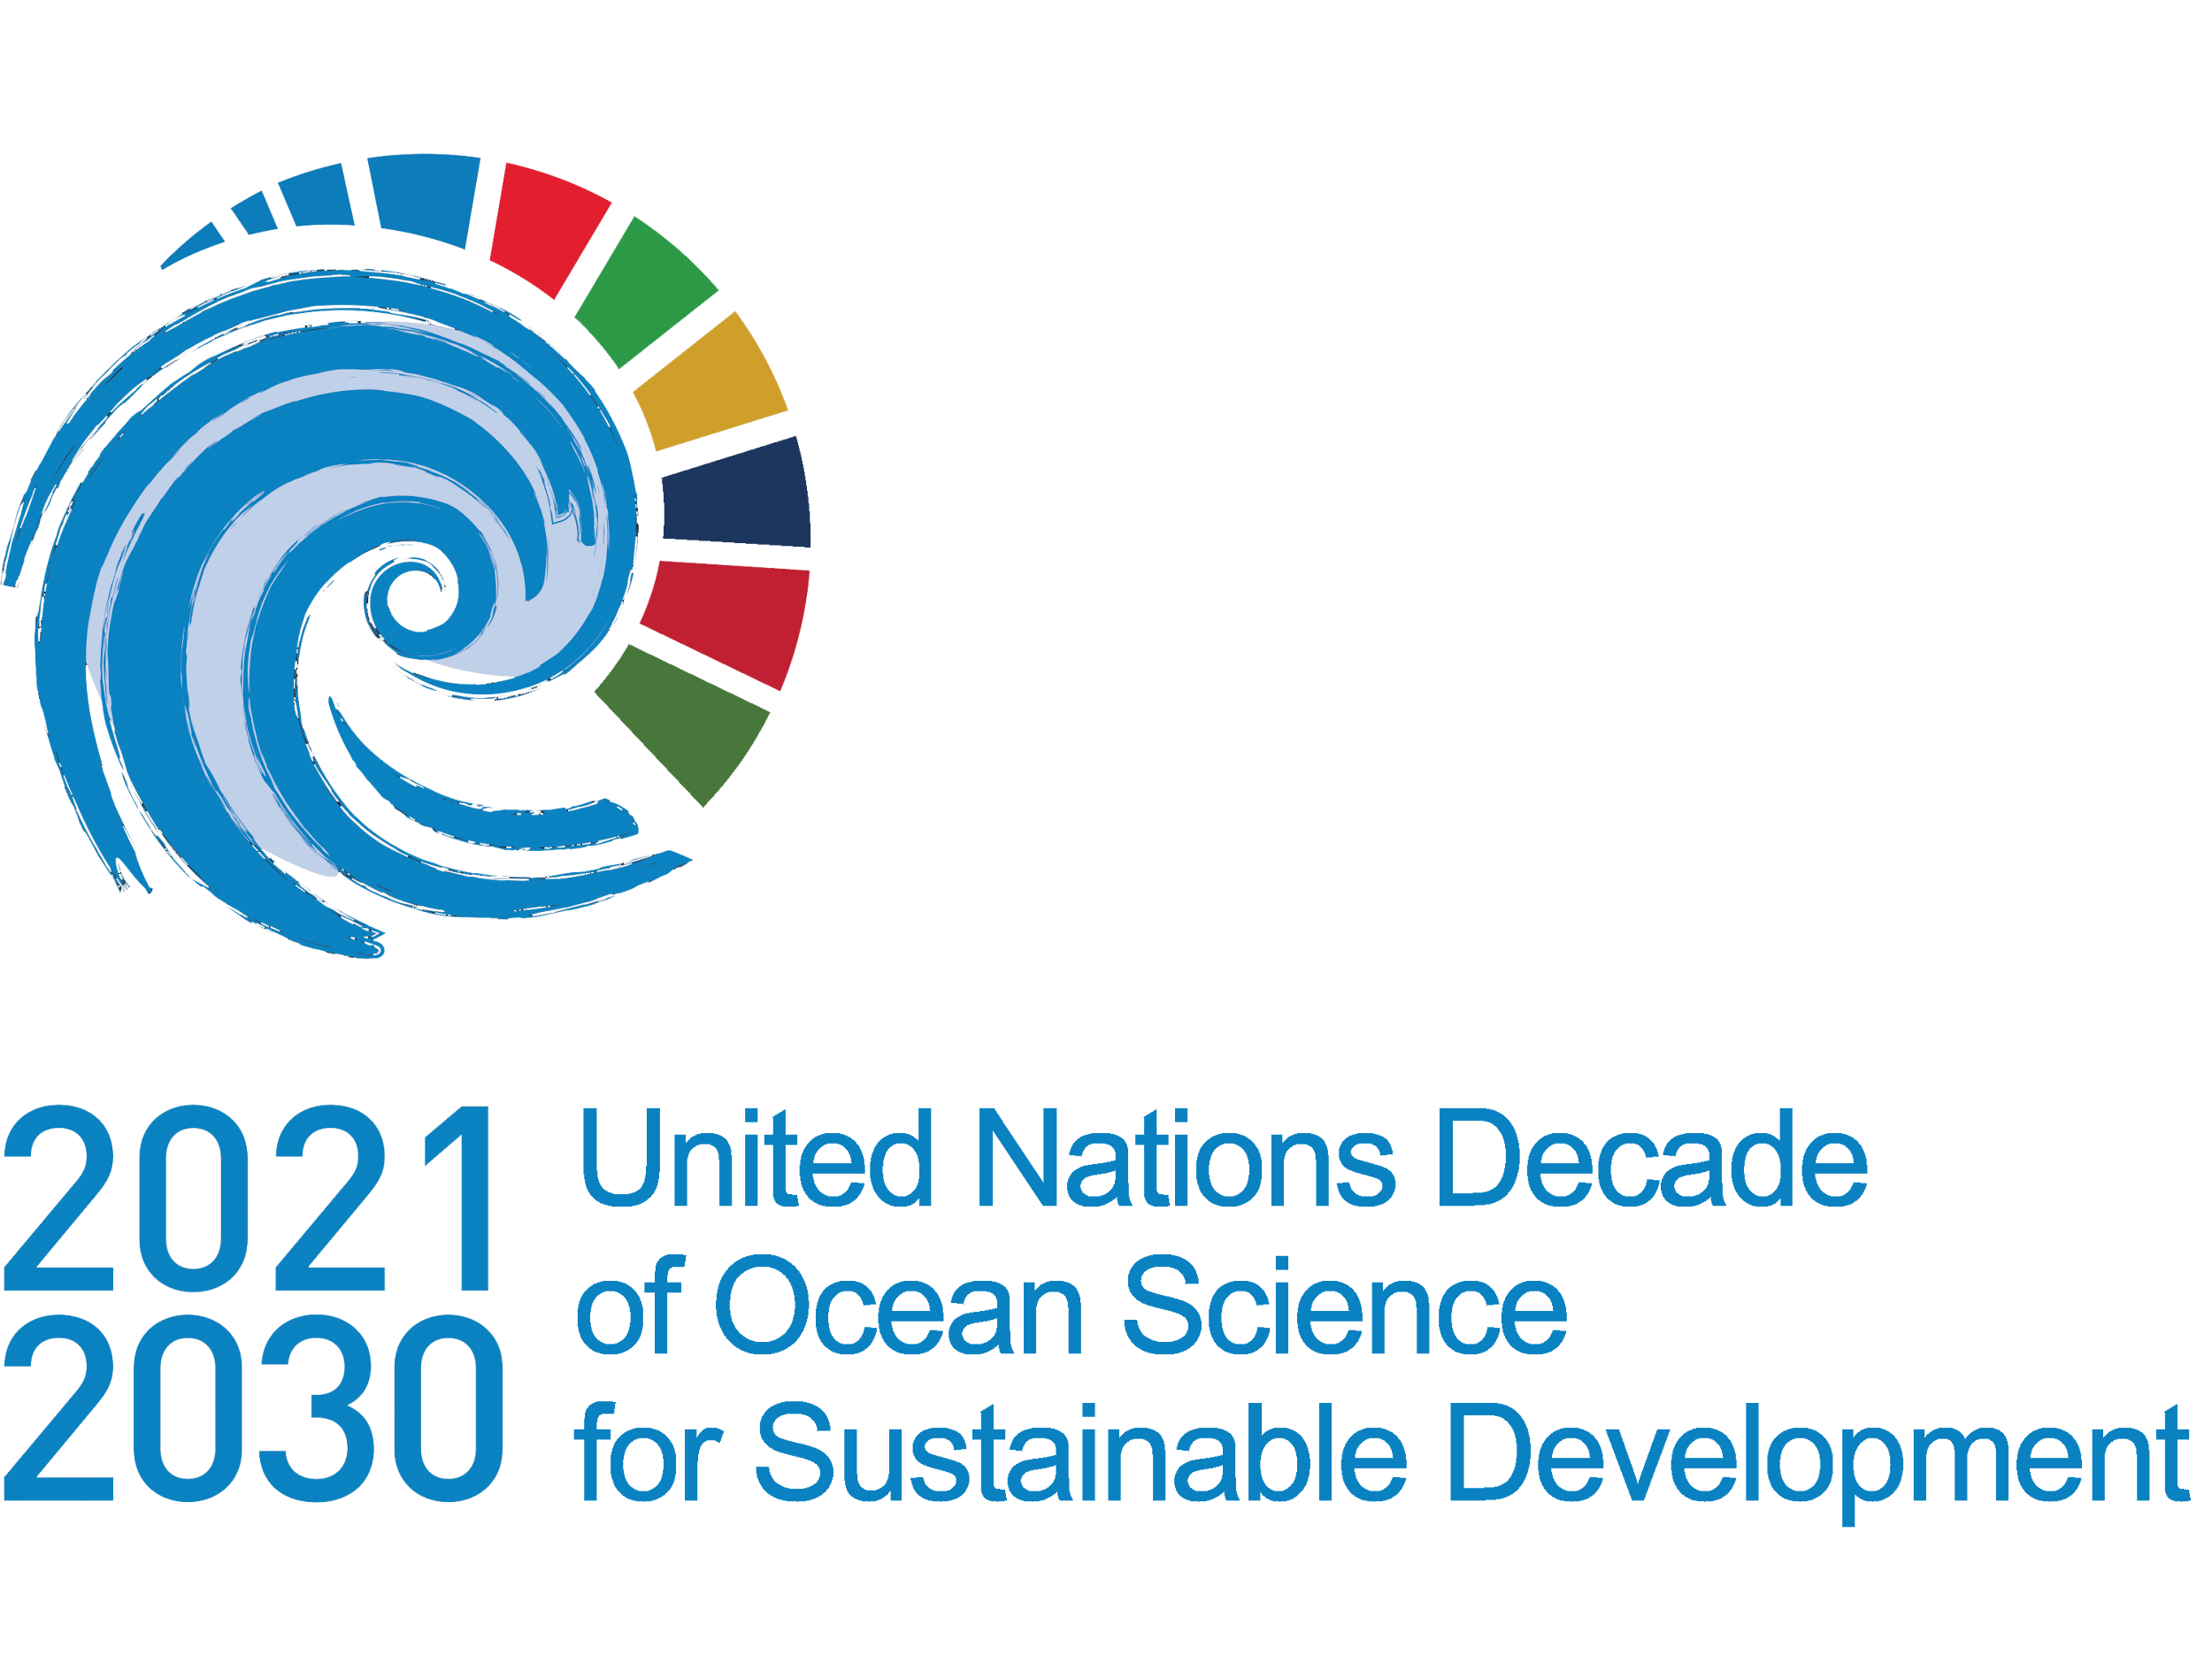 2021
2030
United Nations Decade
of Ocean Science
for Sustainable Development